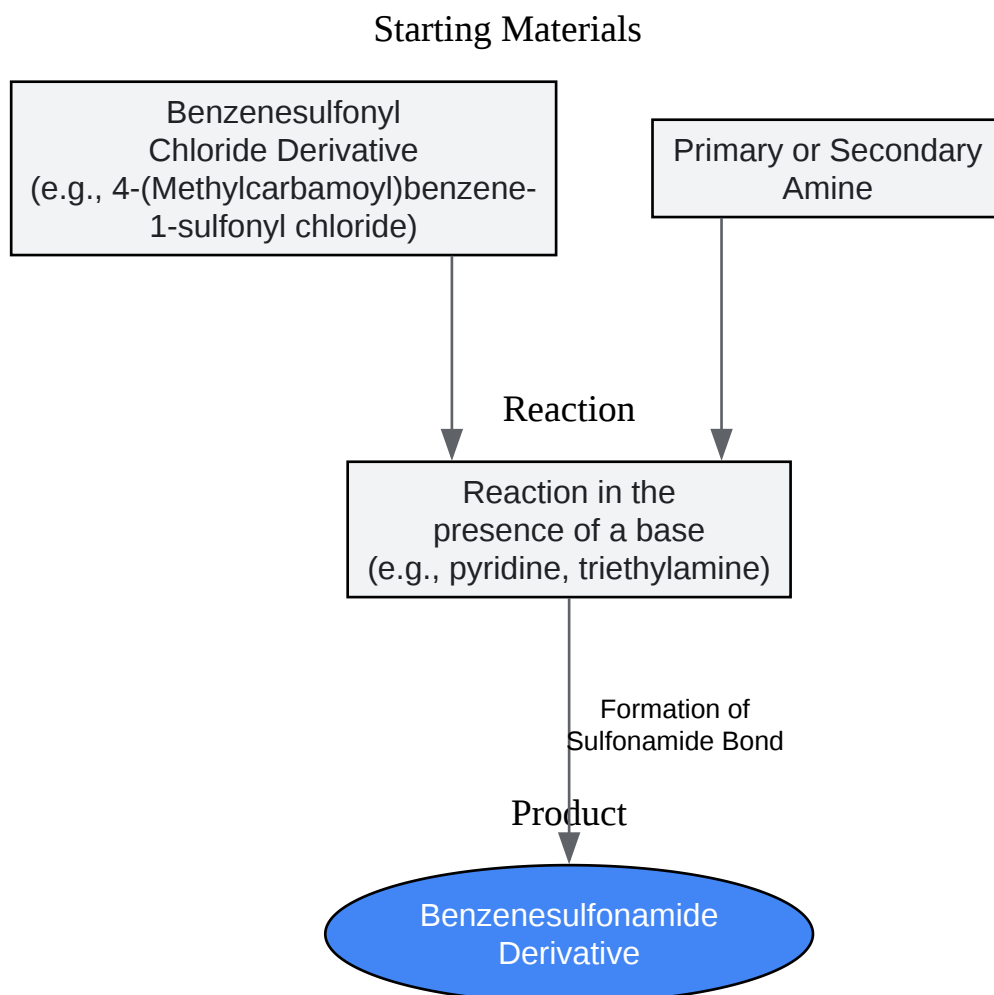 Starting Materials
Benzenesulfonyl
Chloride Derivative
(e.g., 4-(Methylcarbamoyl)benzene-
1-sulfonyl chloride)
Primary or Secondary
Amine
Reaction
Reaction in the
presence of a base
(e.g., pyridine, triethylamine)
Formation of
Sulfonamide Bond
Product
Benzenesulfonamide
Derivative